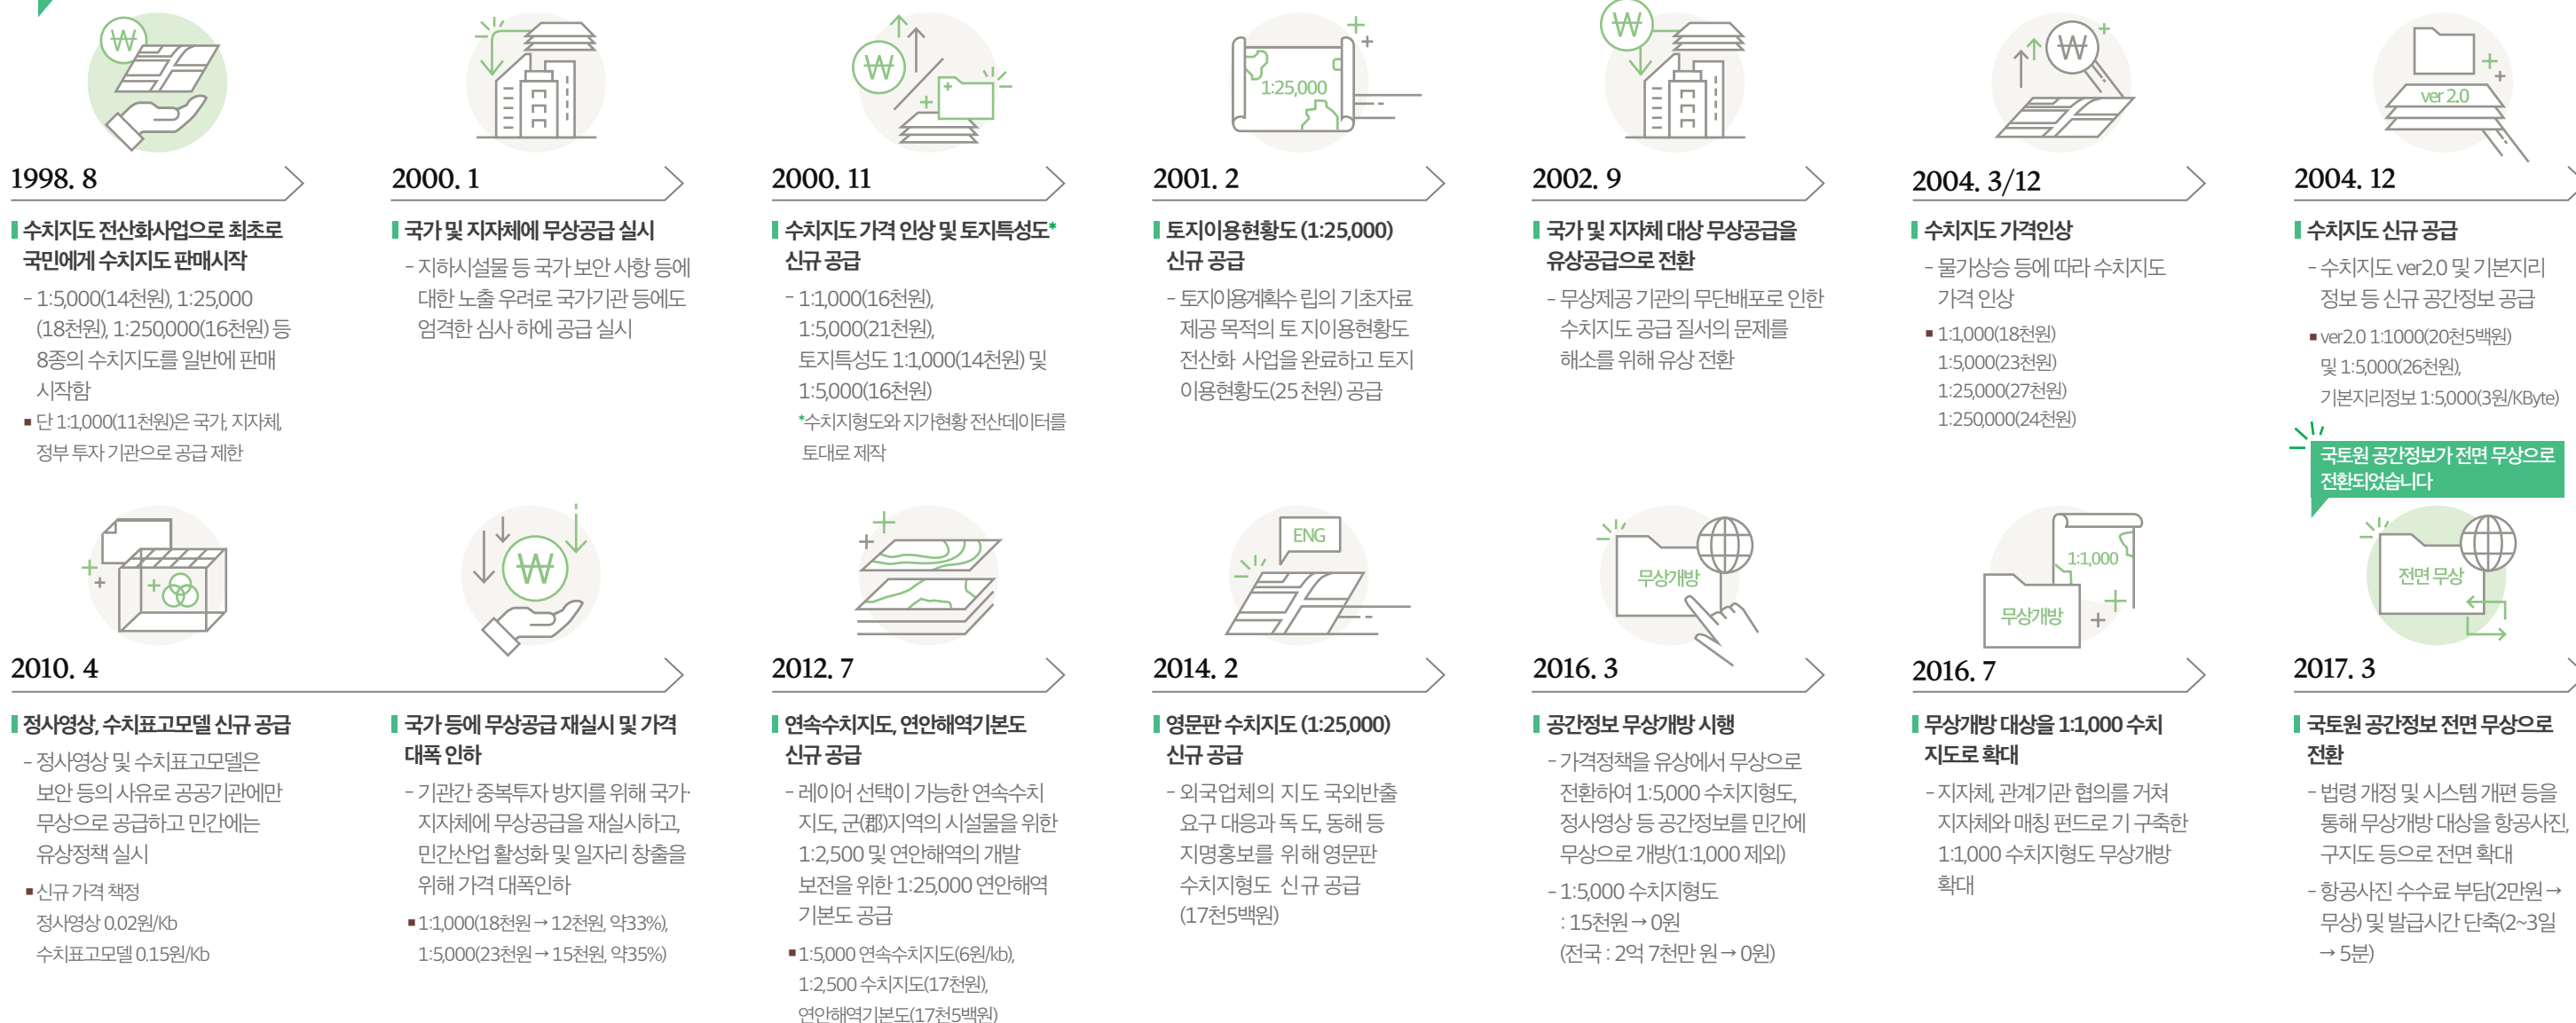 1998. 8
수치지도 전산화사업으로 최초로
국민에게 수치지도 판매시작
- 1:5,000(14천원), 1:25,000
(18천원), 1:250,000(16천원) 등
8종의 수치지도를 일반에 판매
시작함
■ 단 1:1,000(11천원)은 국가, 지자체,
정부 투자 기관으로 공급 제한
2000. 1
국가 및 지자체에 무상공급 실시
- 지하시설물 등 국가 보안 사항 등에
대한 노출 우려로 국가기관 등에도
엄격한 심사 하에 공급 실시
2000. 11
수치지도 가격 인상 및 토지특성도*
신규 공급
- 1:1,000(16천원),
1:5,000(21천원),
토지특성도 1:1,000(14천원) 및
1:5,000(16천원)
*수치지형도와 지가현황 전산데이터를
토대로 제작
1:25,000
2001. 2
토지이용현황도 (1:25,000)
신규 공급
- 토지이용계획수 립의 기초자료
제공 목적의 토 지이용현황도
전산화 사업을 완료하고 토지
이용현황도(25 천원) 공급
2002. 9
국가 및 지자체 대상 무상공급을
유상공급으로 전환
- 무상제공 기관의 무단배포로 인한
수치지도 공급 질서의 문제를
해소를 위해 유상 전환
2004. 3/12
수치지도 가격인상
- 물가상승 등에 따라 수치지도
가격 인상
■ 1:1,000(18천원)
1:5,000(23천원)
1:25,000(27천원)
1:250,000(24천원)
ver 2.0
2004. 12
수치지도 신규 공급
- 수치지도 ver2.0 및 기본지리
정보 등 신규 공간정보 공급
■ ver2.0 1:1000(20천5백원)
및 1:5,000(26천원),
기본지리정보 1:5,000(3원/KByte)
2010. 4
정사영상, 수치표고모델 신규 공급
- 정사영상 및 수치표고모델은
보안 등의 사유로 공공기관에만
무상으로 공급하고 민간에는
유상정책 실시
■ 신규 가격 책정
정사영상 0.02원/Kb
수치표고모델 0.15원/Kb
국가 등에 무상공급 재실시 및 가격
대폭 인하
- 기관간 중복투자 방지를 위해 국가·
지자체에 무상공급을 재실시하고,
민간산업 활성화 및 일자리 창출을
위해 가격 대폭인하
■ 1:1,000(18천원 → 12천원, 약33%),
1:5,000(23천원 → 15천원, 약35%)
2012. 7
연속수치지도, 연안해역기본도
신규 공급
- 레이어 선택이 가능한 연속수치
지도, 군(郡)지역의 시설물을 위한
1:2,500 및 연안해역의 개발
보전을 위한 1:25,000 연안해역
기본도 공급
■ 1:5,000 연속수치지도(6원/kb),
1:2,500 수치지도(17천원),
연안해역기본도(17천5백원)
ENG
2014. 2
영문판 수치지도 (1:25,000)
신규 공급
- 외국업체의 지도 국외반출
요구 대응과 독 도, 동해 등
지명홍보를 위해 영문판
수치지형도 신 규 공급
(17천5백원)
무상개방
2016. 3
공간정보 무상개방 시행
- 가격정책을 유상에서 무상으로
전환하여 1:5,000 수치지형도,
정사영상 등 공간정보를 민간에
무상으로 개방(1:1,000 제외)
- 1:5,000 수치지형도
: 15천원 → 0원
(전국 : 2억 7천만 원 → 0원)
1:1,000
무상개방
2016. 7
무상개방 대상을 1:1,000 수치
지도로 확대
- 지자체, 관계기관 협의를 거쳐
지자체와 매칭 펀드로 기 구축한
1:1,000 수치지형도 무상개방
확대
국토원 공간정보가 전면 무상으로
전환되었습니다
전면 무상
2017. 3
국토원 공간정보 전면 무상으로
전환
- 법령 개정 및 시스템 개편 등을
통해 무상개방 대상을 항공사진,
구지도 등으로 전면 확대
- 항공사진 수수료 부담(2만원 →
무상) 및 발급시간 단축(2~3일
→ 5분)